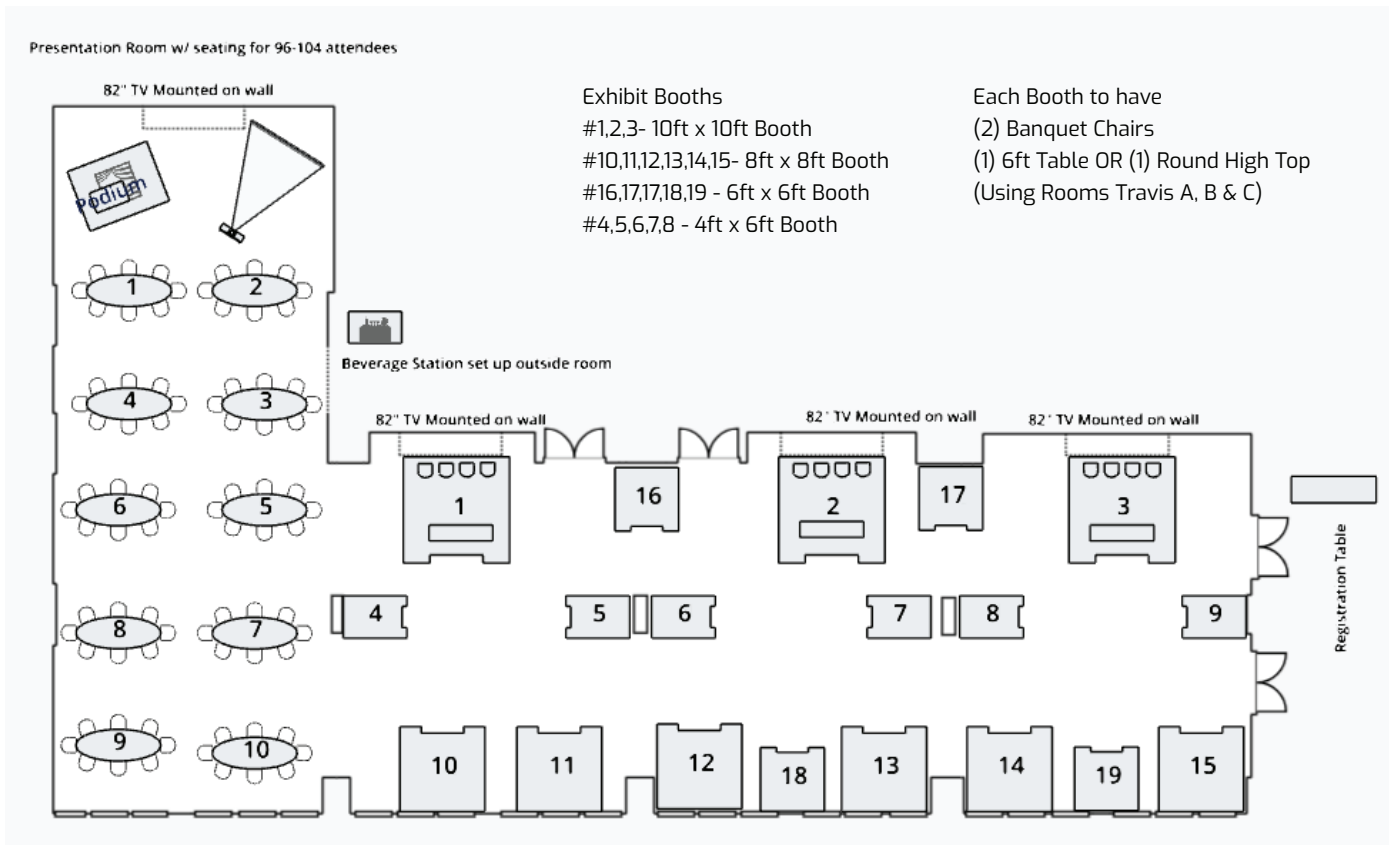 Presentation Room w/ seating for 96-104 attendees
82" TV Mounted on wall
Exhibit Booths
#1,2,3- 10ft x 10ft Booth
#10,11,12,13,14,15- 8ft x 8ft Booth
#16,17,17,18,19 - 6ft x 6ft Booth
#4,5,6,7,8 - 4ft x 6ft Booth
Each Booth to have
(2) Banquet Chairs
(1) 6ft Table OR (1) Round High Top
(Using Rooms Travis A, B & C)
Podium
1 2
Beverage Station set up outside room
4 3
82" TV Mounted on wall
82' TV Mounted on wall
82' TV Mounted on wall
6 5
1 16 2 17 3
Registration Table
8 7
4 5 6 7 8 9
9 10
10 11 12 18 13 14 19 15